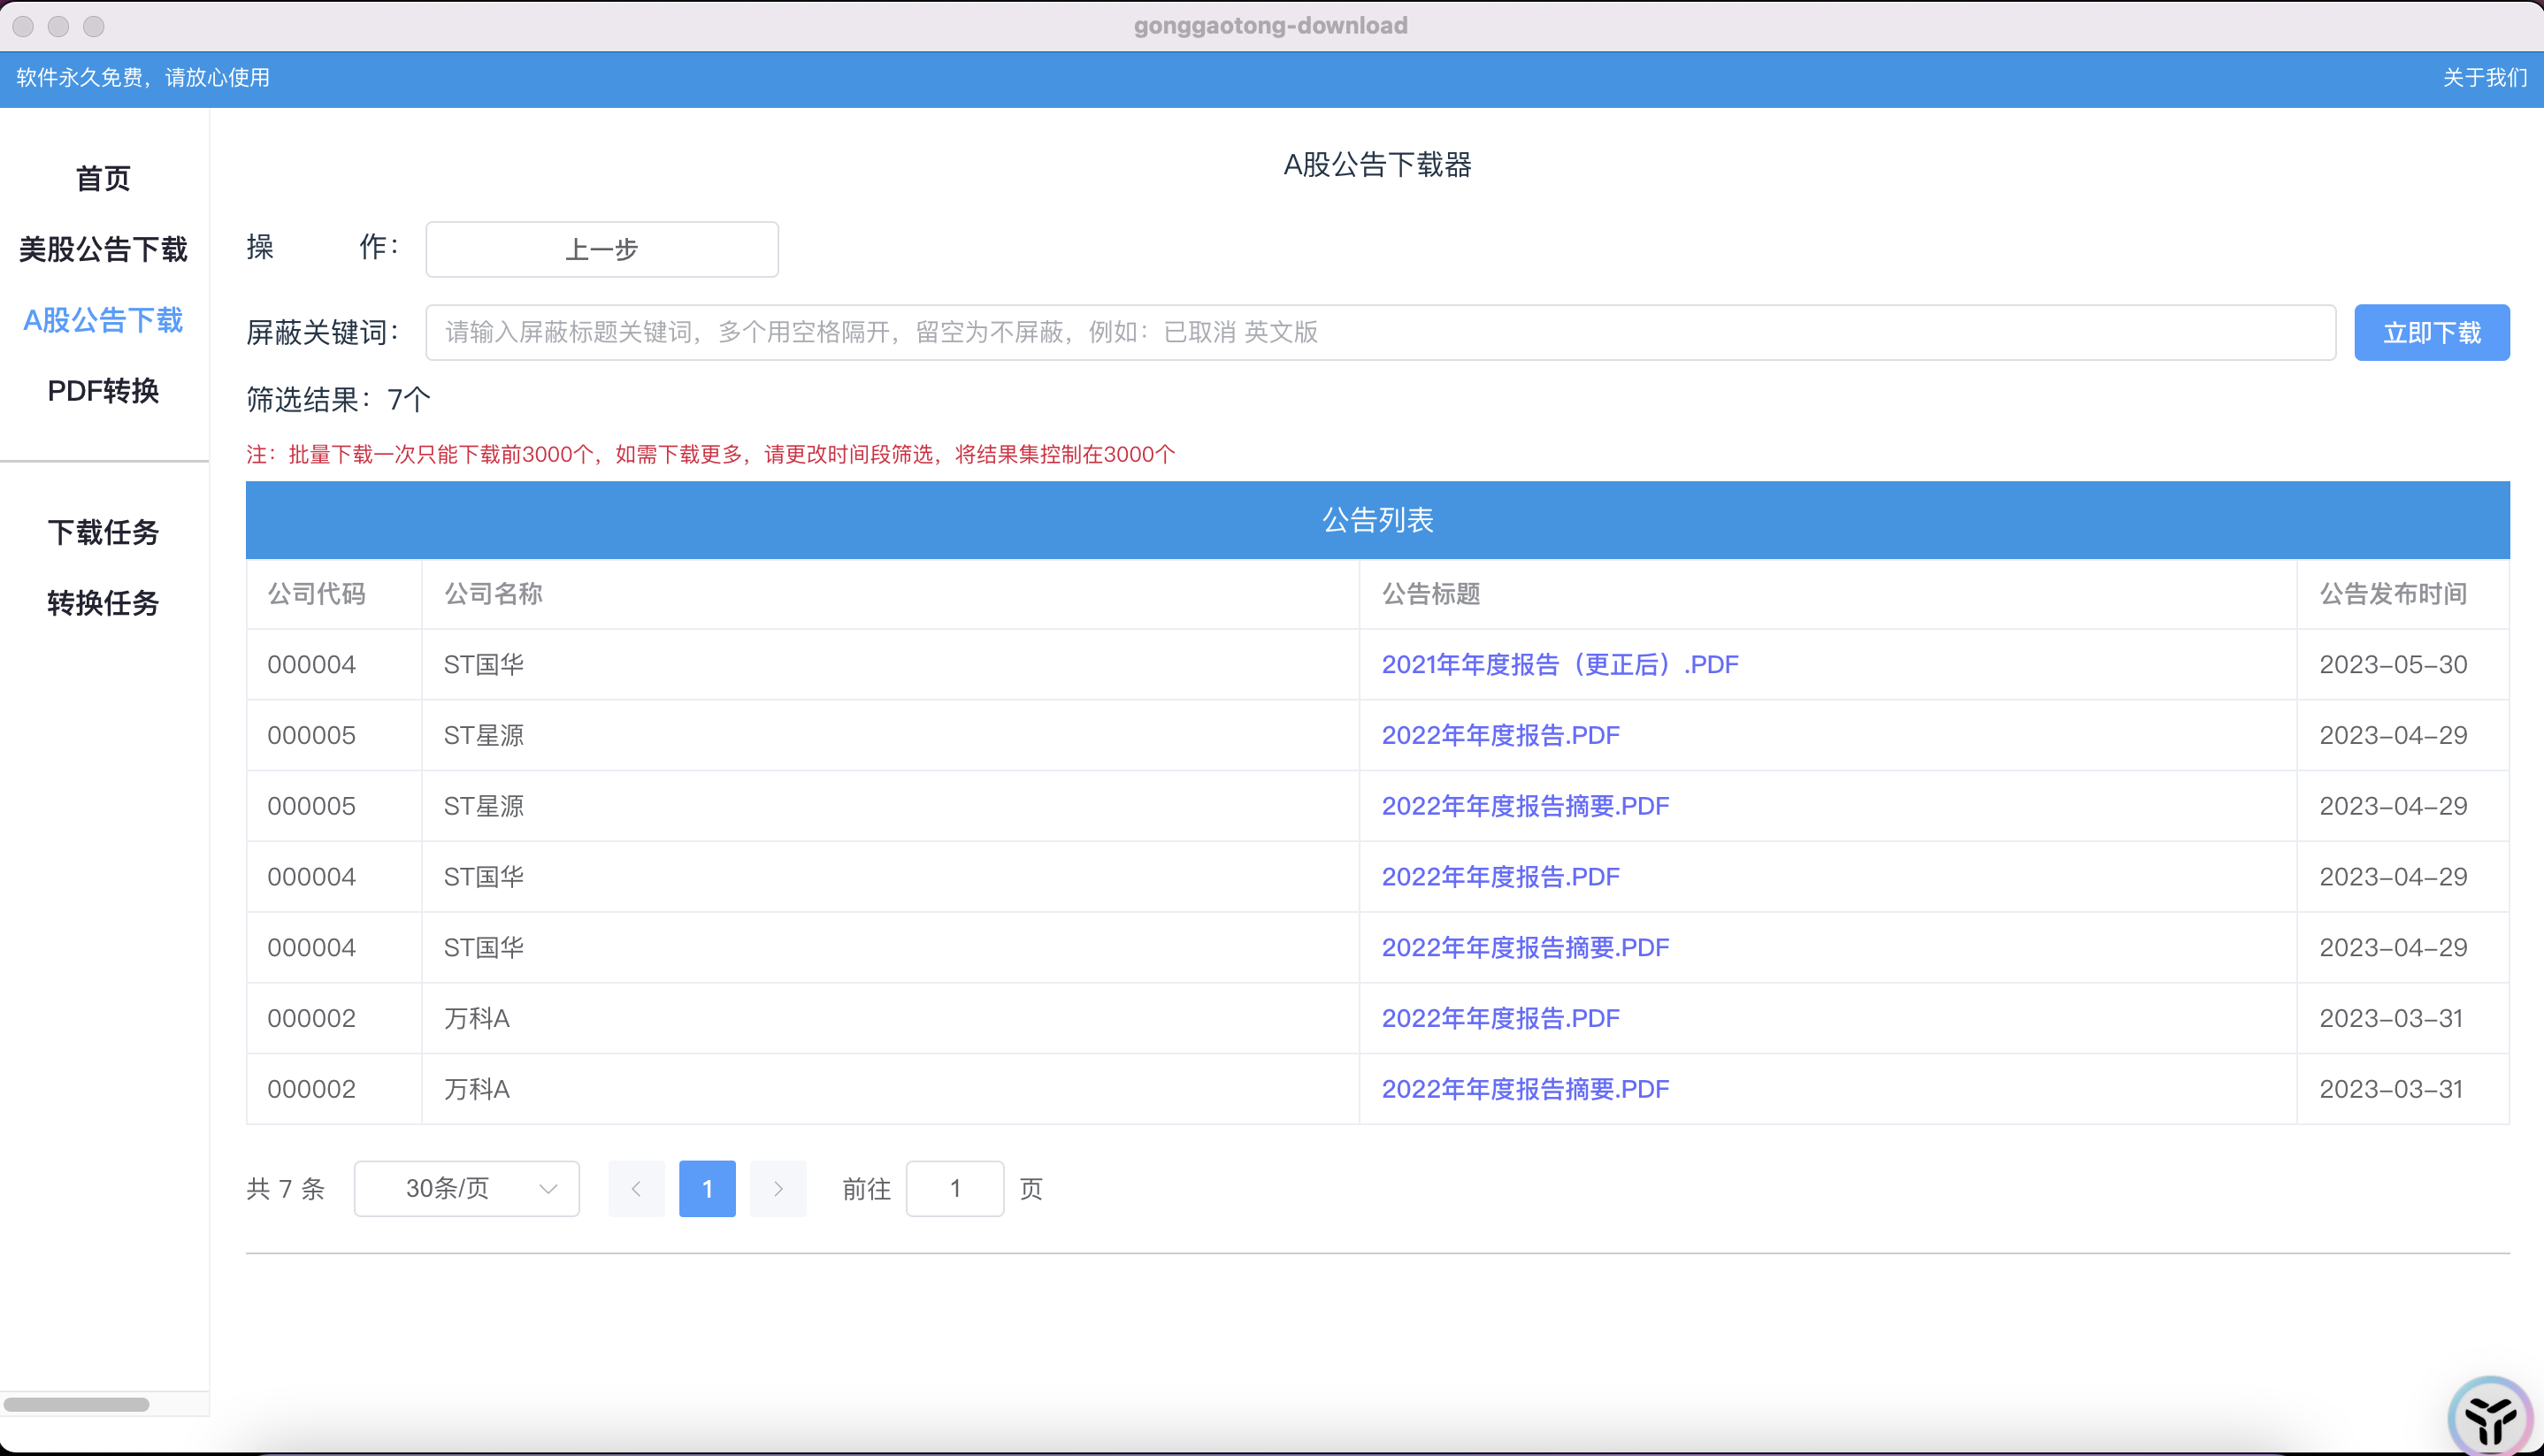 gonggaotong-download
软件永久免费，请放心使用 关于我们
首页
美股公告下载
A股公告下载
PDF转换
下载任务
转换任务
A股公告下载器
操 作： 上一步
屏蔽关键词： 请输入屏蔽标题关键词，多个用空格隔开，留空为不屏蔽，例如：已取消 英文版 立即下载
筛选结果：7个
注：批量下载一次只能下载前3000个，如需下载更多，请更改时间段筛选，将结果集控制在3000个
公告列表
公司代码 公司名称 公告标题 公告发布时间
000004 ST国华 2021年年度报告（更正后）.PDF 2023-05-30
000005 ST星源 2022年年度报告.PDF 2023-04-29
000005 ST星源 2022年年度报告摘要.PDF 2023-04-29
000004 ST国华 2022年年度报告.PDF 2023-04-29
000004 ST国华 2022年年度报告摘要.PDF 2023-04-29
000002 万科A 2022年年度报告.PDF 2023-03-31
000002 万科A 2022年年度报告摘要.PDF 2023-03-31
共 7 条 30条/页 1 前往 1 页